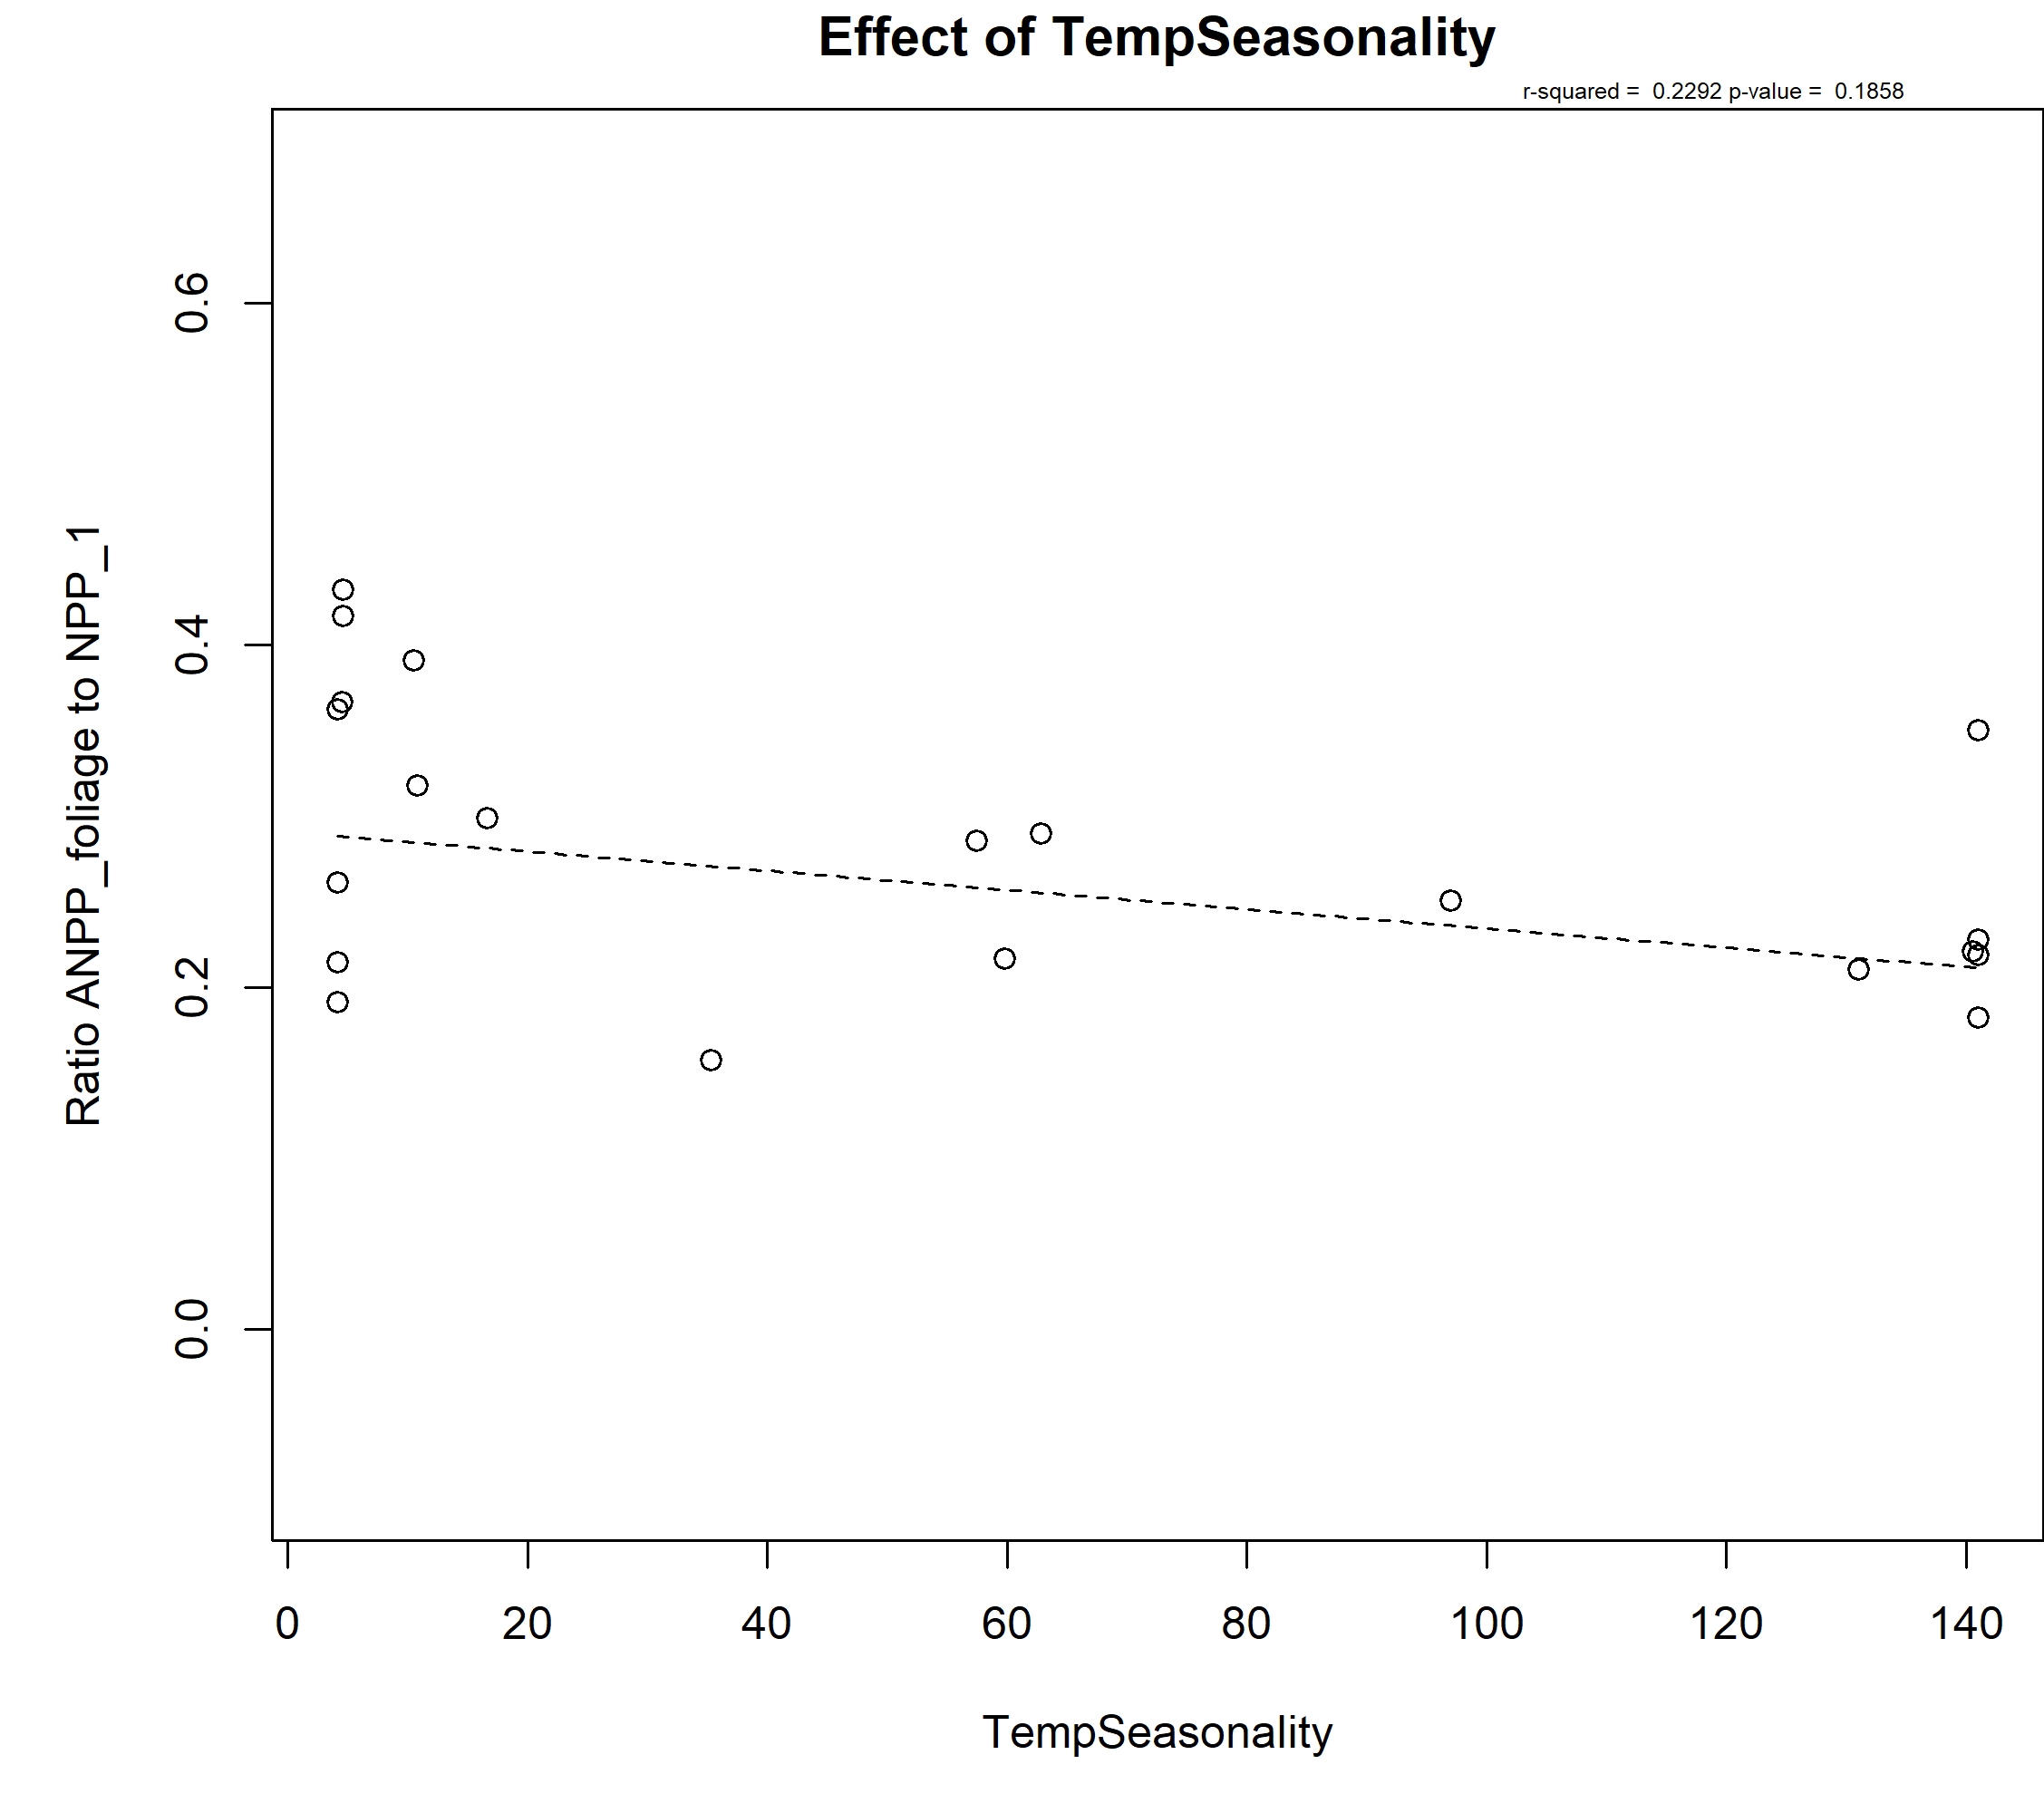 Effect of TempSeasonality
r-squared =  0.2292 p-value =  0.1858
Ratio ANPP_foliage to NPP_1
0.6
0.4
0.2
0.0
0 20 40 60 80 100 120 140
TempSeasonality